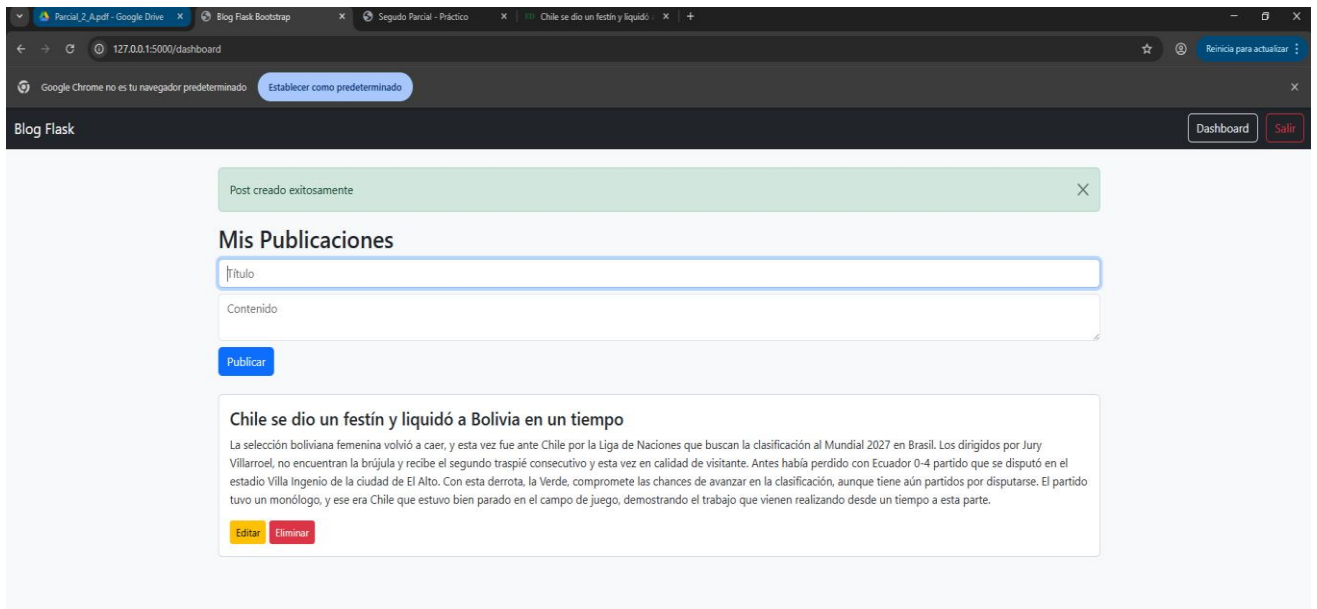 Parcial_2_A.pdf - Google Drive
Blog Flask Bootstrap
Segudo Parcial - Práctico
Chile se dio un festín y liquidó
127.0.0.1:5000/dashboard
Reinicia para actualizar
Google Chrome no es tu navegador predeterminado
Establecer como predeterminado
Blog Flask
Dashboard
Salir
Post creado exitosamente
Mis Publicaciones
Título
Contenido
Publicar
Chile se dio un festín y liquidó a Bolivia en un tiempo
La selección boliviana femenina volvió a caer, y esta vez fue ante Chile por la Liga de Naciones que buscan la clasificación al Mundial 2027 en Brasil. Los dirigidos por Jury
Villarroel, no encuentran la brújula y recibe el segundo traspié consecutivo y esta vez en calidad de visitante. Antes había perdido con Ecuador 0-4 partido que se disputó en el
estadio Villa Ingenio de la ciudad de El Alto. Con esta derrota, la Verde, compromete las chances de avanzar en la clasificación, aunque tiene aún partidos por disputarse. El partido
tuvo un monólogo, y ese era Chile que estuvo bien parado en el campo de juego, demostrando el trabajo que vienen realizando desde un tiempo a esta parte.
Editar
Eliminar